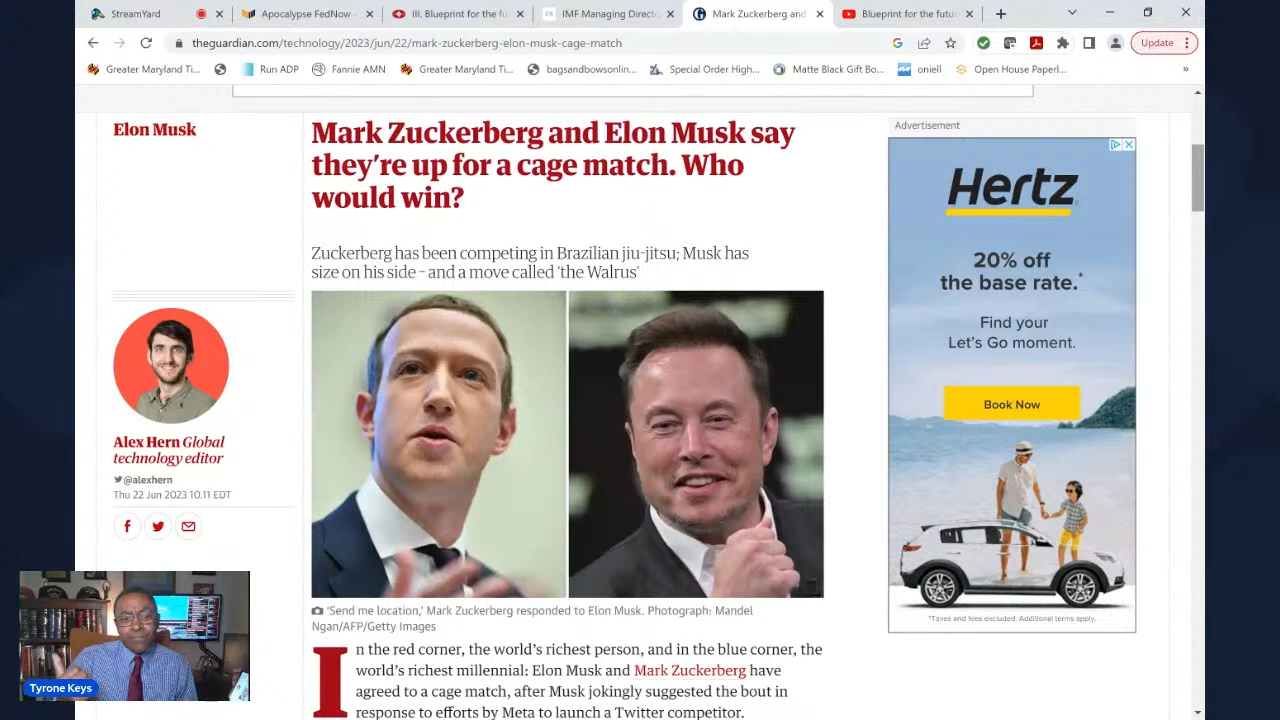 StreamYard
Apocalypse FedNow
III. Blueprint for the fu
IMF Managing Direct
Mark Zuckerberg and
Blueprint for the futu
theguardian.com/technology/2023/jun/22/mark-zuckerberg-elon-musk-cage-match
Update
Greater Maryland Ti...
Run ADP
Fannie AMN
Greater Maryland Ti...
bagsandbowsonlin...
Special Order High...
Matte Black Gift Bo...
oniell
Open House Paperl...
»
Elon Musk
Mark Zuckerberg and Elon Musk say
they're up for a cage match. Who
would win?
Zuckerberg has been competing in Brazilian jiu-jitsu; Musk has
size on his side – and a move called 'the Walrus'
Alex Hern Global
technology editor
@alexhern
Thu 22 Jun 2023 10.11 EDT
'Send me location,' Mark Zuckerberg responded to Elon Musk. Photograph: Mandel
Ngan/AFP/Getty Images
In the red corner, the world's richest person, and in the blue corner, the
world's richest millennial: Elon Musk and Mark Zuckerberg have
agreed to a cage match, after Musk jokingly suggested the bout in
response to efforts by Meta to launch a Twitter competitor.
Advertisement
Hertz
20% off
the base rate.*
Find your
Let's Go moment.
Book Now
*Taxes and fees excluded. Additional terms apply.
Tyrone Keys